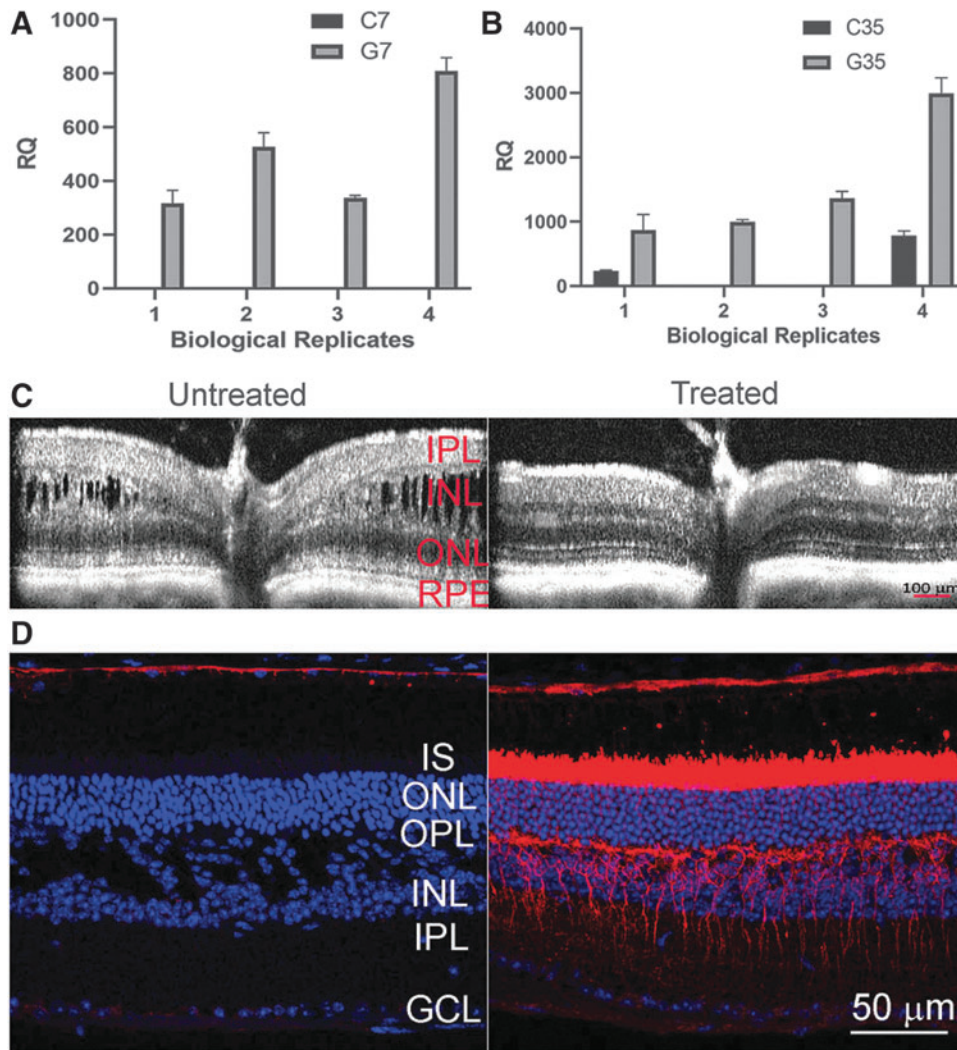 A
1000
800
600
400
200
0
RQ
C7
G7
1 2 3 4
Biological Replicates
B
4000
3000
2000
1000
0
RQ
C35
G35
1 2 3 4
Biological Replicates
C
Untreated
Treated
IPL
INL
ONL
RPE
100 µm
D
IS
ONL
OPL
INL
IPL
GCL
50 µm